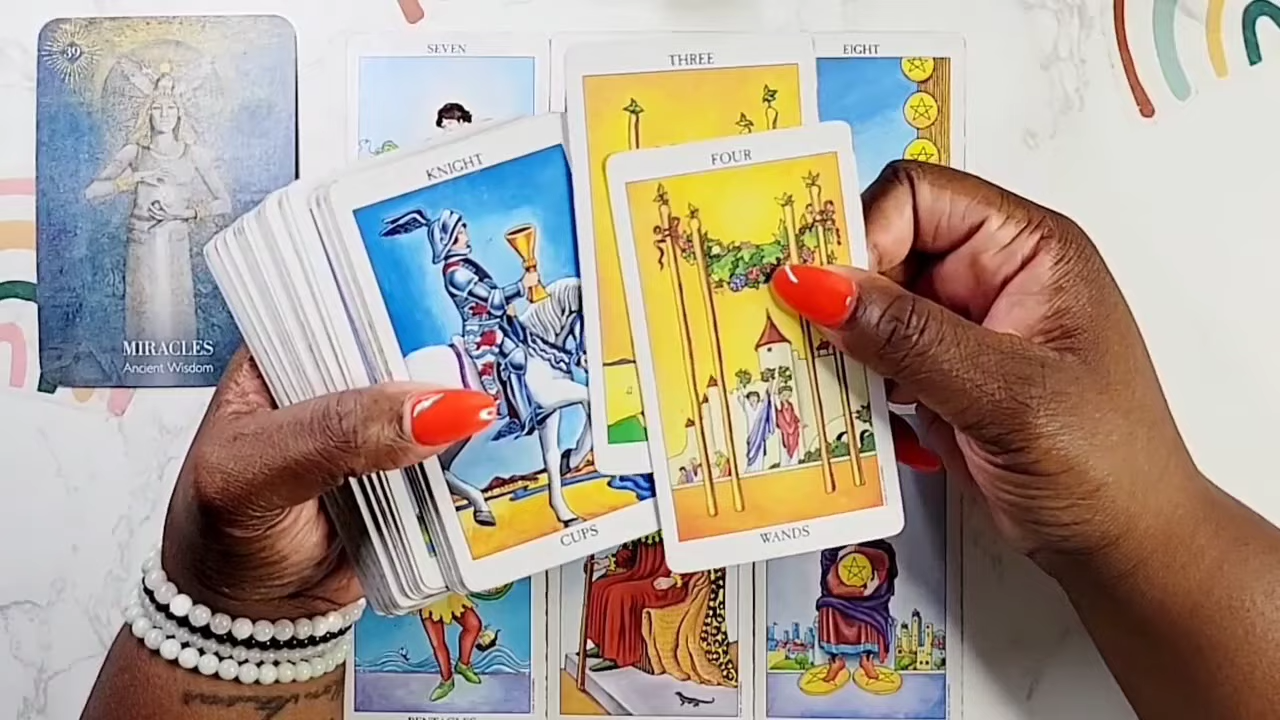 39
MIRACLES
Ancient Wisdom
SEVEN
THREE
EIGHT
KNIGHT
CUPS
FOUR
WANDS